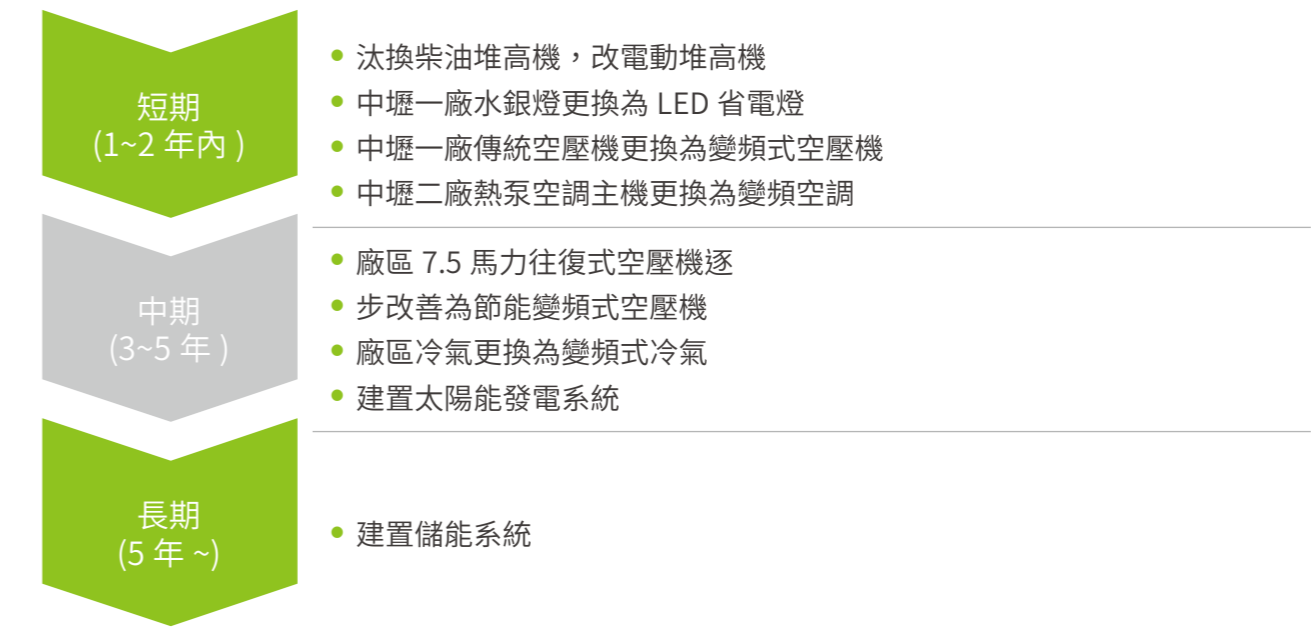 短期
(1~2 年內 )
• 汰換柴油堆高機，改電動堆高機
• 中壢一廠水銀燈更換為 LED 省電燈
• 中壢一廠傳統空壓機更換為變頻式空壓機
• 中壢二廠熱泵空調主機更換為變頻空調
中期
(3~5 年 )
• 廠區 7.5 馬力往復式空壓機逐
• 步改善為節能變頻式空壓機
• 廠區冷氣更換為變頻式冷氣
• 建置太陽能發電系統
長期
(5 年 ~)
• 建置儲能系統